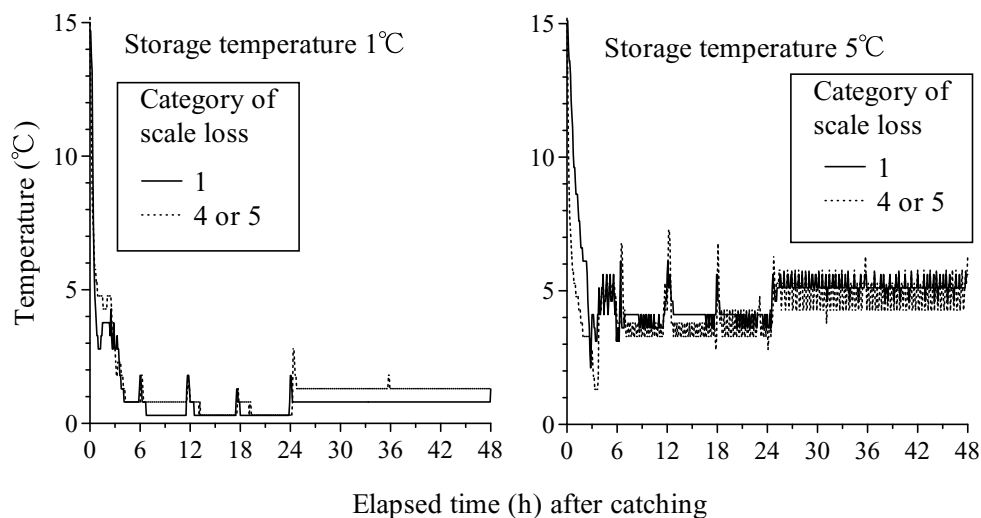 Storage temperature 1℃
Category of
scale loss
1
4 or 5
Temperature (℃)
15
10
5
0
0 6 12 18 24 30 36 42 48
Storage temperature 5℃
Category of
scale loss
1
4 or 5
15
10
5
0
0 6 12 18 24 30 36 42 48
Elapsed time (h) after catching